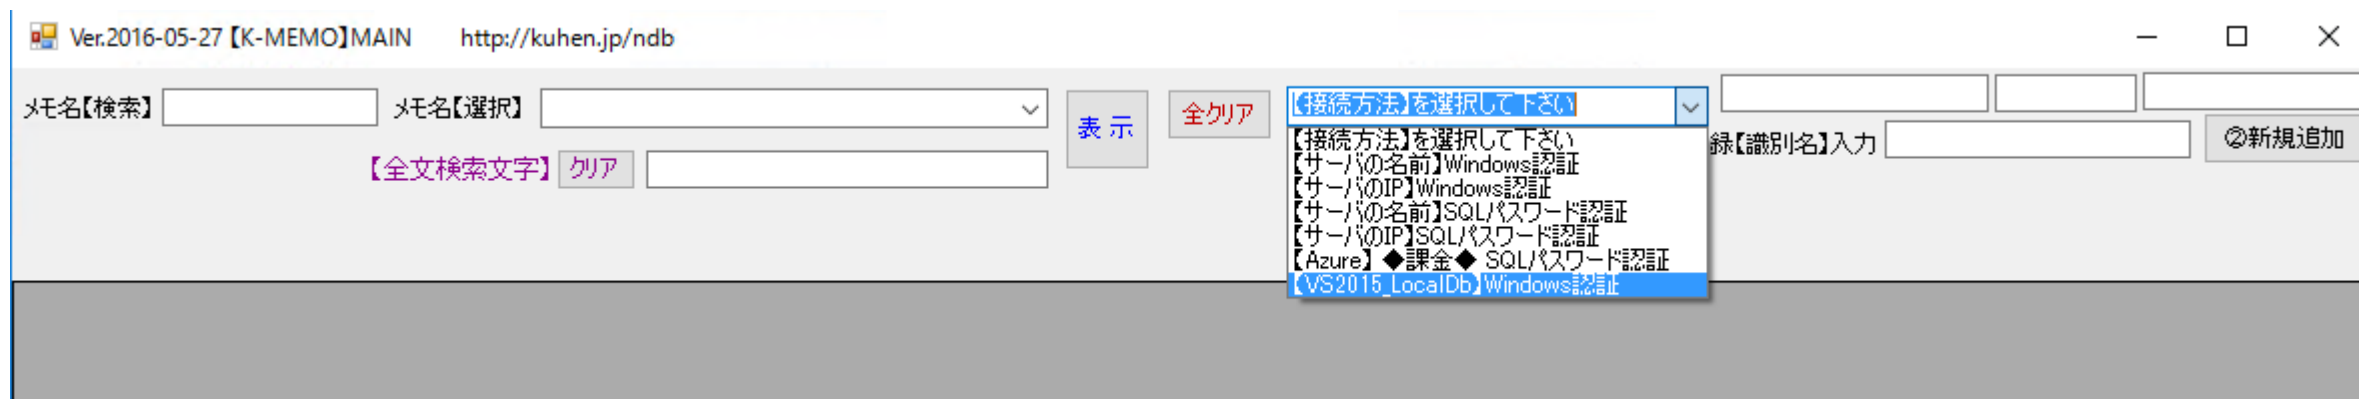 Ver.2016-05-27【K-MEMO】MAIN http://kuhen.jp/ndb
メモ名【検索】 メモ名【選択】 表 示 全クリア 【接続方法】を選択して下さい
録【識別名】入力 ②新規追加
【全文検索文字】 クリア
【接続方法】を選択して下さい
【サーバの名前】Windows認証
【サーバのIP】Windows認証
【サーバの名前】SQLパスワード認証
【サーバのIP】SQLパスワード認証
【Azure】◆課金◆ SQLパスワード認証
【VS2015_LocalDb】Windows認証